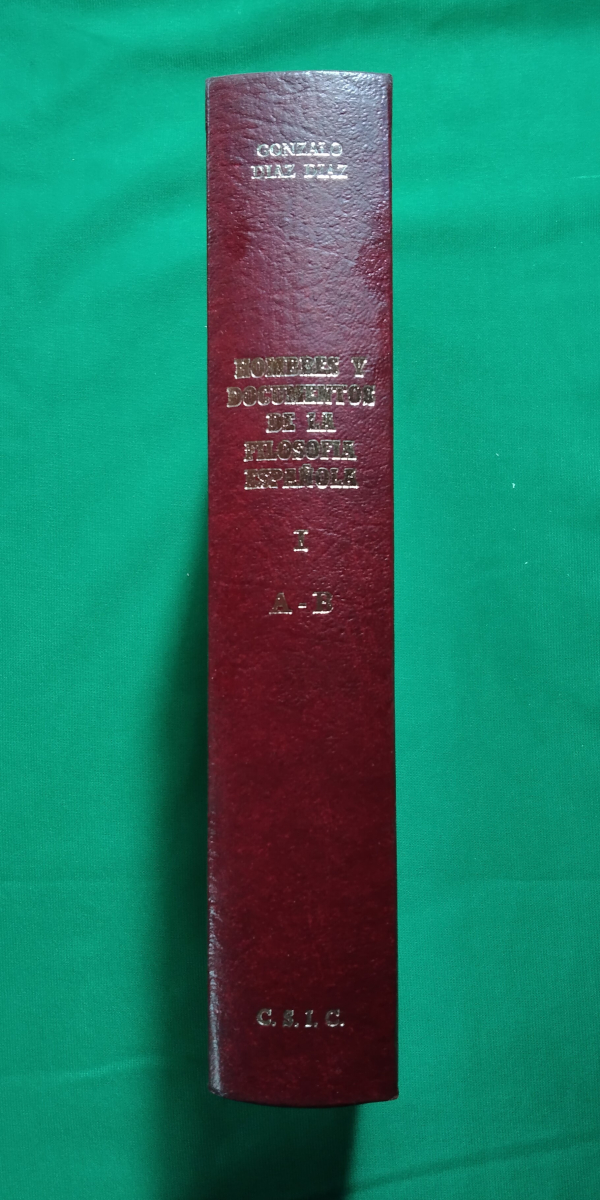 GONZALO
DIAZ DIAZ
HOMBRES Y
DOCUMENTOS
DE LA
FILOSOFIA
ESPAÑOLA
I
A - B
C. S. I. C.